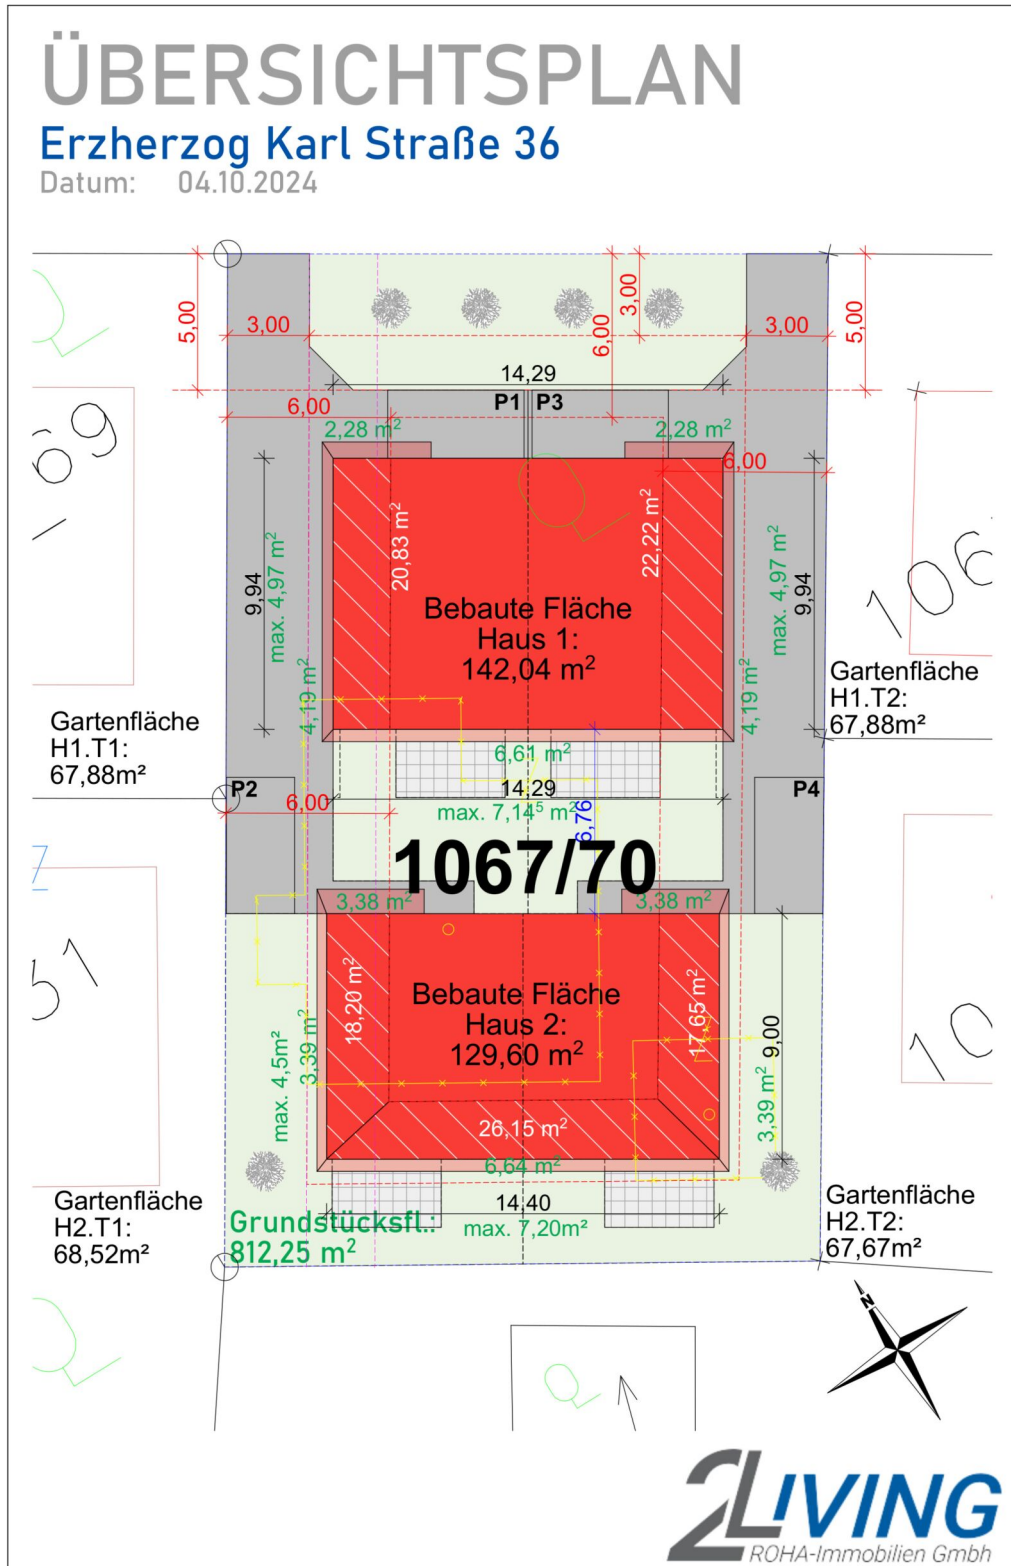 ÜBERSICHTSPLAN
Erzherzog Karl Straße 36
Datum: 04.10.2024
5,00
3,00
6,00
3,00
3,00
5,00
14,29
P1 P3
6,00
2,28 m²
2,28 m²
6,00
169
20,83 m²
22,22 m²
9,94
max. 4,97 m²
max. 4,97 m²
9,94
106
Bebaute Fläche
Haus 1:
142,04 m²
4,19 m²
4,19 m²
Gartenfläche
H1.T1:
67,88m²
Gartenfläche
H1.T2:
67,88m²
6,61 m²
P2
14,29
P4
6,00
max. 7,14⁵ m²
6,76
1067/70
3,38 m²
3,38 m²
31
10
18,20 m²
Bebaute Fläche
Haus 2:
129,60 m²
17,65 m²
9,00
max. 4,5m²
3,39 m²
3,39 m²
26,15 m²
6,64 m²
Gartenfläche
H2.T1:
68,52m²
14,40
max. 7,20m²
Gartenfläche
H2.T2:
67,67m²
Grundstücksfl.:
812,25 m²
N
2LIVING
ROHA-Immobilien Gmbh